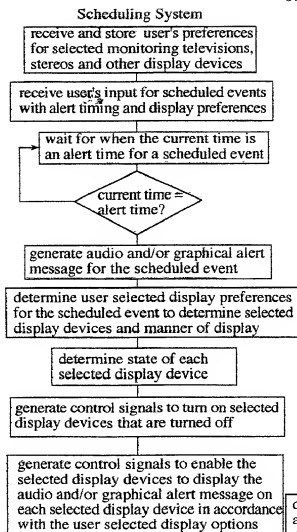 Scheduling System
receive and store user's preferences
for selected monitoring televisions,
stereos and other display devices
receive user's input for scheduled events
with alert timing and display preferences
wait for when the current time is
an alert time for a scheduled event
current time =
alert time?
generate audio and/or graphical alert
message for the scheduled event
determine user selected display preferences
for the scheduled event to determine selected
display devices and manner of display
determine state of each
selected display device
generate control signals to turn on selected
display devices that are turned off
generate control signals to enable the
selected display devices to display the
audio and/or graphical alert message on
each selected display device in accordance
with the user selected display options